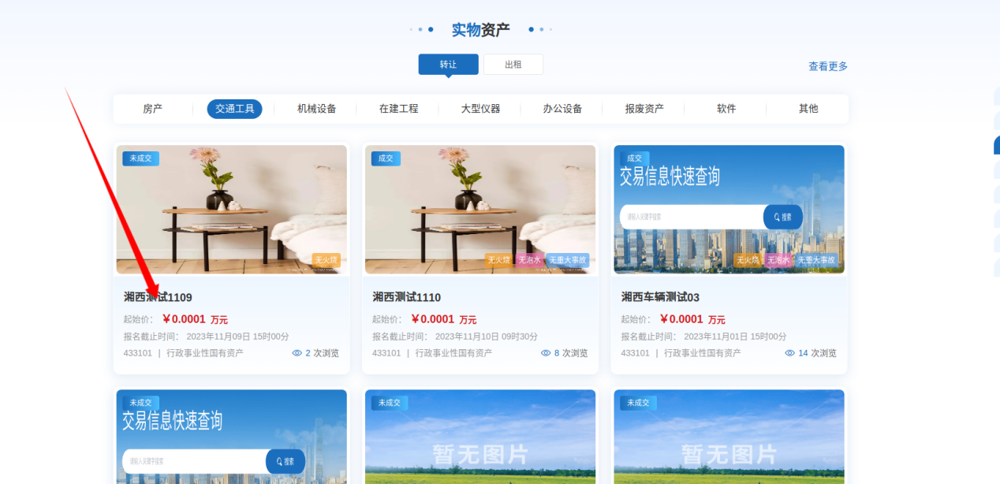 实物资产
转让
出租
查看更多
房产
交通工具
机械设备
在建工程
大型仪器
办公设备
报废资产
软件
其他
未成交
无火烧
湘西测试1109
起始价： ￥0.0001 万元
报名截止时间： 2023年11月09日 15时00分
433101 | 行政事业性国有资产
2 次浏览
成交
无火烧 无泡水 无重大事故
湘西测试1110
起始价： ￥0.0001 万元
报名截止时间： 2023年11月10日 09时30分
433101 | 行政事业性国有资产
8 次浏览
成交
交易信息快速查询
请输入关键字搜索
搜索
无火烧 无泡水 无重大事故
湘西车辆测试03
起始价： ￥0.0001 万元
报名截止时间： 2023年11月01日 15时00分
433101 | 行政事业性国有资产
14 次浏览
未成交
交易信息快速查询
请输入关键字搜索
搜索
未成交
暂无图片
未成交
暂无图片